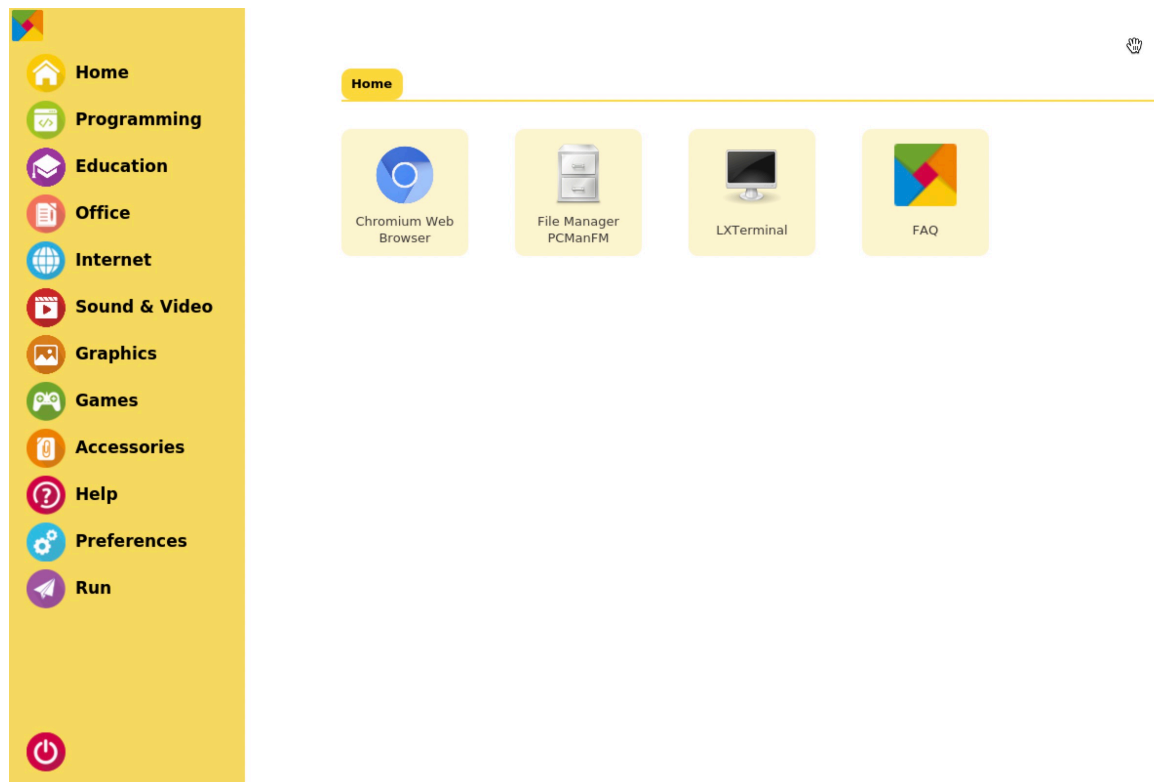 Home
Programming
Education
Office
Internet
Sound & Video
Graphics
Games
Accessories
Help
Preferences
Run
Home
Chromium Web
Browser
File Manager
PCManFM
LXTerminal
FAQ